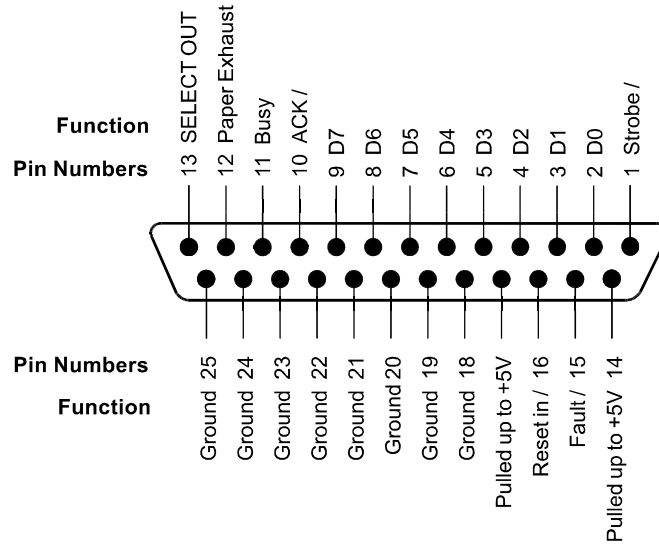 Function
Pin Numbers
13 SELECT OUT
12 Paper Exhaust
11 Busy
10 ACK /
9 D7
8 D6
7 D5
6 D4
5 D3
4 D2
3 D1
2 D0
1 Strobe /
Pin Numbers
Function
Ground 25
Ground 24
Ground 23
Ground 22
Ground 21
Ground 20
Ground 19
Ground 18
Pulled up to +5V
Reset in / 16
Fault / 15
Pulled up to +5V 14